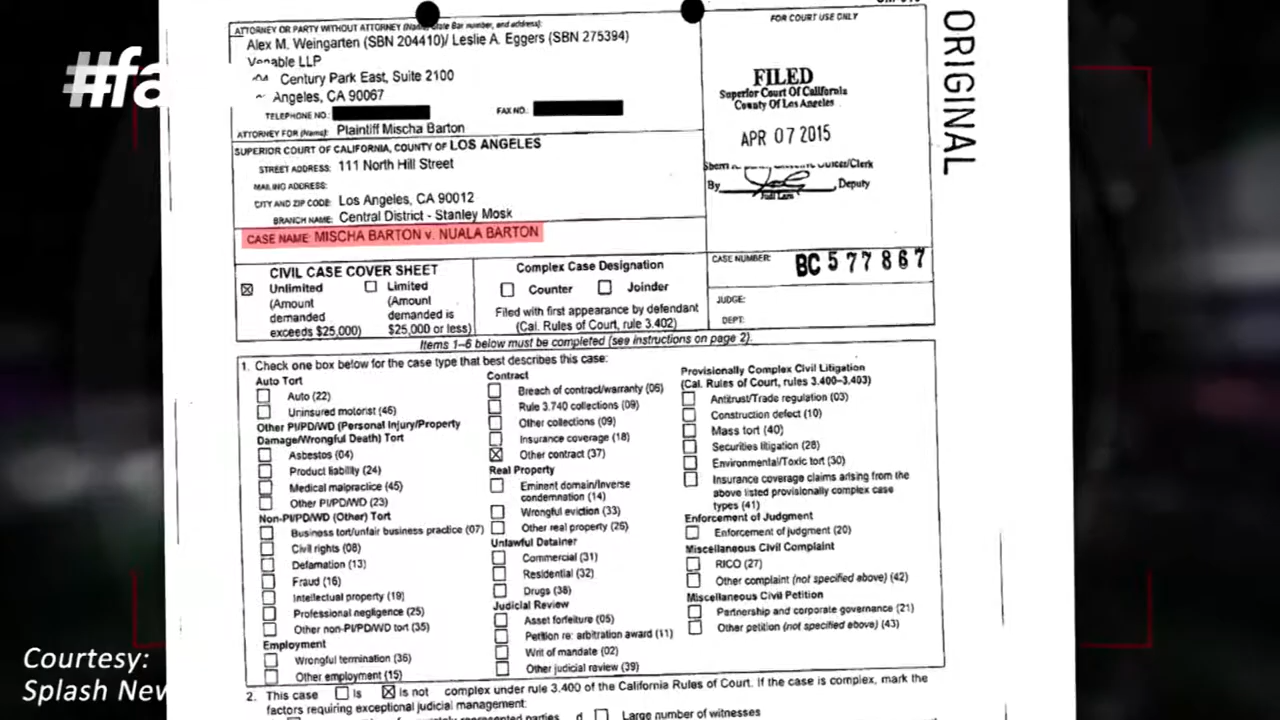 #fa
ATTORNEY OR PARTY WITHOUT ATTORNEY (Name, State Bar number, and address):
Alex M. Weingarten (SBN 204410)/ Leslie A. Eggers (SBN 275394)
Venable LLP
Century Park East, Suite 2100
Angeles, CA 90067
TELEPHONE NO.: FAX NO.:
ATTORNEY FOR (Name): Plaintiff Mischa Barton
SUPERIOR COURT OF CALIFORNIA, COUNTY OF LOS ANGELES
STREET ADDRESS: 111 North Hill Street
MAILING ADDRESS:
CITY AND ZIP CODE: Los Angeles, CA 90012
BRANCH NAME: Central District - Stanley Mosk
CASE NAME: MISCHA BARTON v. NUALA BARTON
FOR COURT USE ONLY
FILED
Superior Court Of California
County Of Los Angeles
APR 07 2015
Officer/Clerk
By , Deputy
ORIGINAL
CIVIL CASE COVER SHEET
Unlimited Limited
(Amount (Amount
demanded demanded is
exceeds $25,000) $25,000 or less)
Complex Case Designation
Counter Joinder
Filed with first appearance by defendant
(Cal. Rules of Court, rule 3.402)
CASE NUMBER: BC 577867
JUDGE:
DEPT:
Items 1–6 below must be completed (see instructions on page 2).
1. Check one box below for the case type that best describes this case:
Auto Tort
Auto (22)
Uninsured motorist (46)
Other PI/PD/WD (Personal Injury/Property
Damage/Wrongful Death) Tort
Asbestos (04)
Product liability (24)
Medical malpractice (45)
Other PI/PD/WD (23)
Non-PI/PD/WD (Other) Tort
Business tort/unfair business practice (07)
Civil rights (08)
Defamation (13)
Fraud (16)
Intellectual property (19)
Professional negligence (25)
Other non-PI/PD/WD tort (35)
Employment
Wrongful termination (36)
Other employment (15)
Contract
Breach of contract/warranty (06)
Rule 3.740 collections (09)
Other collections (09)
Insurance coverage (18)
Other contract (37)
Real Property
Eminent domain/Inverse
condemnation (14)
Wrongful eviction (33)
Other real property (26)
Unlawful Detainer
Commercial (31)
Residential (32)
Drugs (38)
Judicial Review
Asset forfeiture (05)
Petition re: arbitration award (11)
Writ of mandate (02)
Other judicial review (39)
Provisionally Complex Civil Litigation
(Cal. Rules of Court, rules 3.400–3.403)
Antitrust/Trade regulation (03)
Construction defect (10)
Mass tort (40)
Securities litigation (28)
Environmental/Toxic tort (30)
Insurance coverage claims arising from the
above listed provisionally complex case
types (41)
Enforcement of Judgment
Enforcement of judgment (20)
Miscellaneous Civil Complaint
RICO (27)
Other complaint (not specified above) (42)
Miscellaneous Civil Petition
Partnership and corporate governance (21)
Other petition (not specified above) (43)
2. This case is is not complex under rule 3.400 of the California Rules of Court. If the case is complex, mark the
factors requiring exceptional judicial management:
parties d. Large number of witnesses
Courtesy:
Splash New